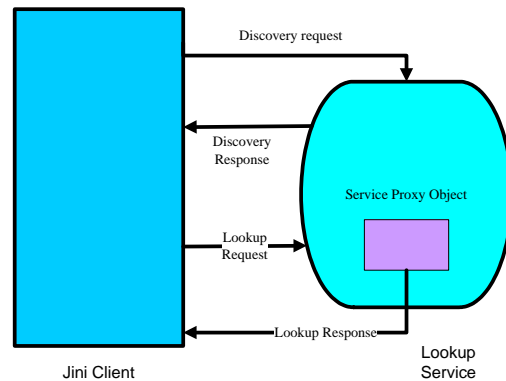 Discovery request
Discovery
Response
Service Proxy Object
Lookup
Request
Lookup Response
Jini Client
Lookup
Service